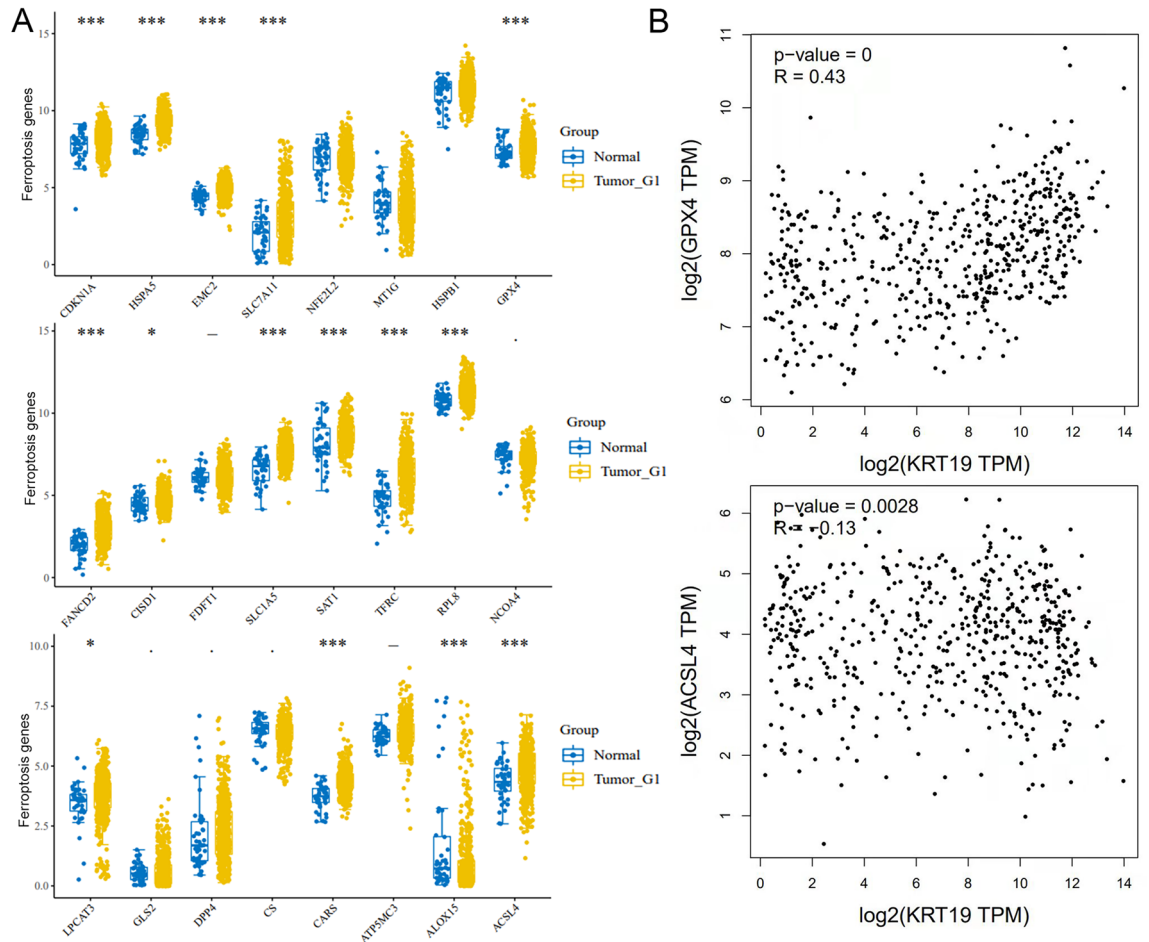 A
*** *** *** *** ***
15
10
5
0
Ferroptosis genes
CDKN1A HSPA5 EMC2 SLC7A11 NFE2L2 MT1G HSPB1 GPX4
Group
Normal
Tumor_G1
*** * – *** *** *** *** .
15
10
5
0
Ferroptosis genes
FANCD2 CISD1 FDFT1 SLC1A5 SAT1 TFRC RPL8 NCOA4
Group
Normal
Tumor_G1
* . . . *** – *** ***
10.0
7.5
5.0
2.5
0.0
Ferroptosis genes
LPCAT3 GLS2 DPP4 CS CARS ATP5MC3 ALOX15 ACSL4
Group
Normal
Tumor_G1
B
p−value = 0
R = 0.43
11
10
9
8
7
6
log2(GPX4 TPM)
0 2 4 6 8 10 12 14
log2(KRT19 TPM)
p−value = 0.0028
R = −0.13
6
5
4
3
2
1
log2(ACSL4 TPM)
0 2 4 6 8 10 12 14
log2(KRT19 TPM)